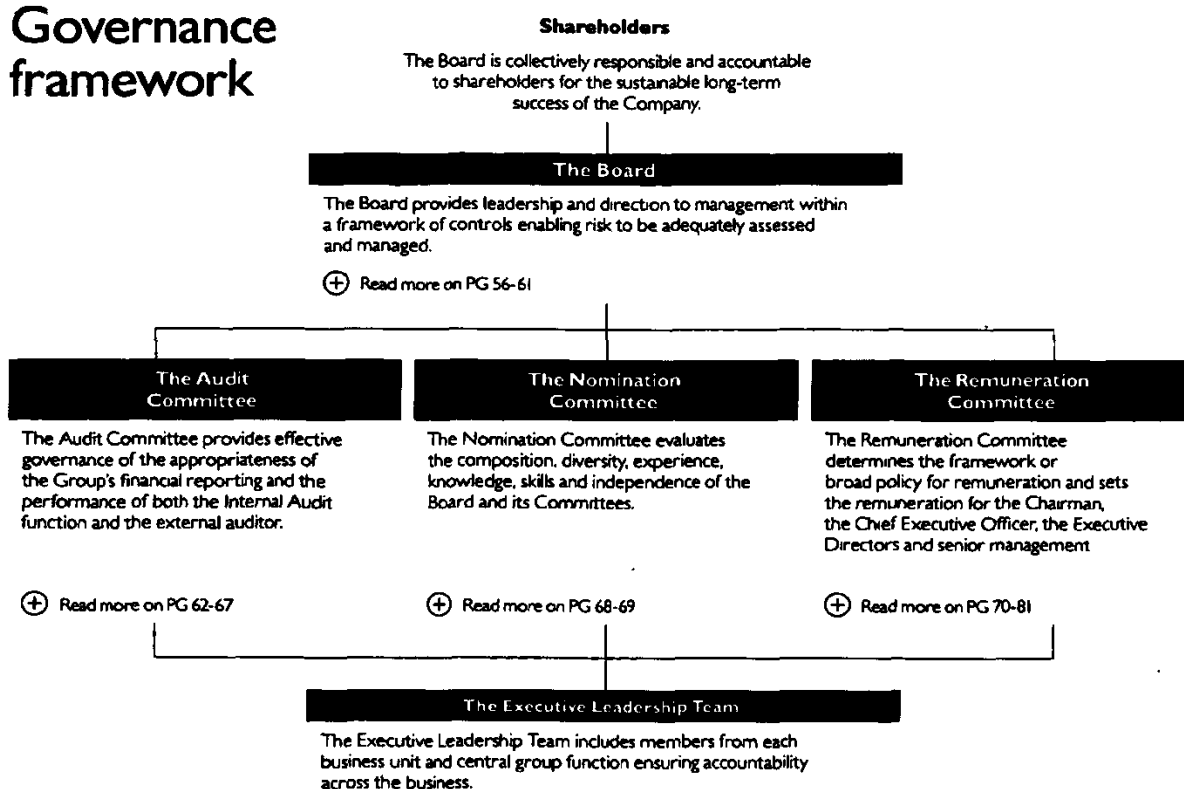 Governance
framework
Shareholders
The Board is collectively responsible and accountable
to shareholders for the sustainable long-term
success of the Company.
The Board
The Board provides leadership and direction to management within
a framework of controls enabling risk to be adequately assessed
and managed.
Read more on PG 56-61
The Audit
Committee
The Audit Committee provides effective
governance of the appropriateness of
the Group's financial reporting and the
performance of both the Internal Audit
function and the external auditor.
Read more on PG 62-67
The Nomination
Committee
The Nomination Committee evaluates
the composition, diversity, experience,
knowledge, skills and independence of the
Board and its Committees.
Read more on PG 68-69
The Remuneration
Committee
The Remuneration Committee
determines the framework or
broad policy for remuneration and sets
the remuneration for the Chairman,
the Chief Executive Officer, the Executive
Directors and senior management
Read more on PG 70-81
The Executive Leadership Team
The Executive Leadership Team includes members from each
business unit and central group function ensuring accountability
across the business.